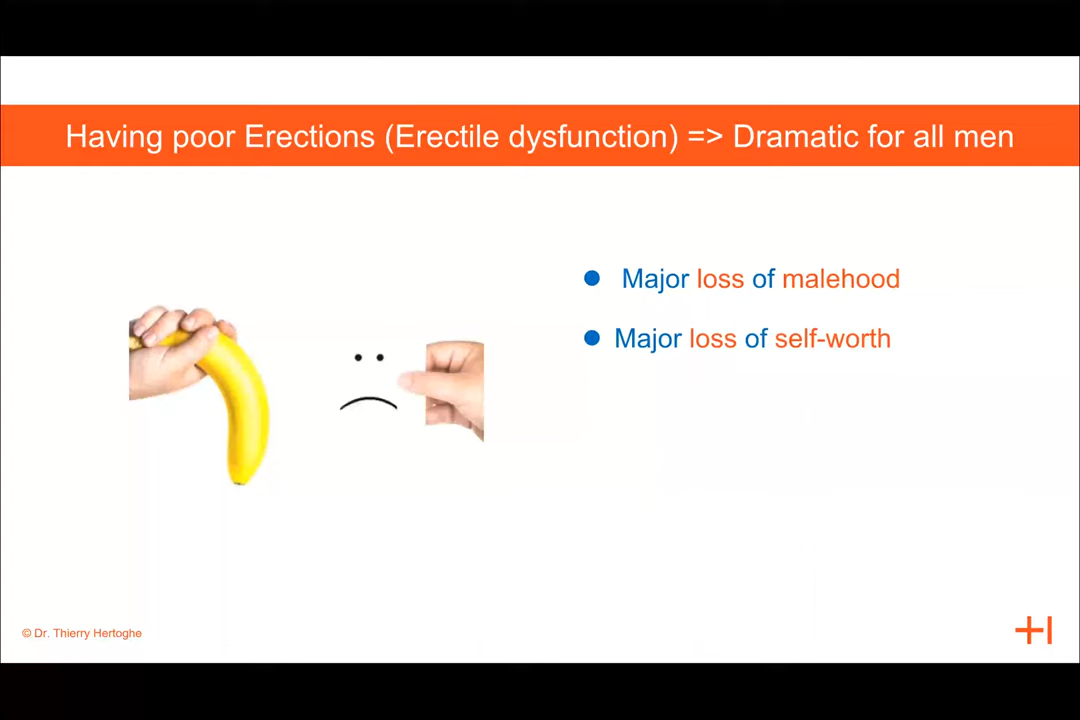 Having poor Erections (Erectile dysfunction) => Dramatic for all men
Major loss of malehood
Major loss of self-worth
© Dr. Thierry Hertoghe